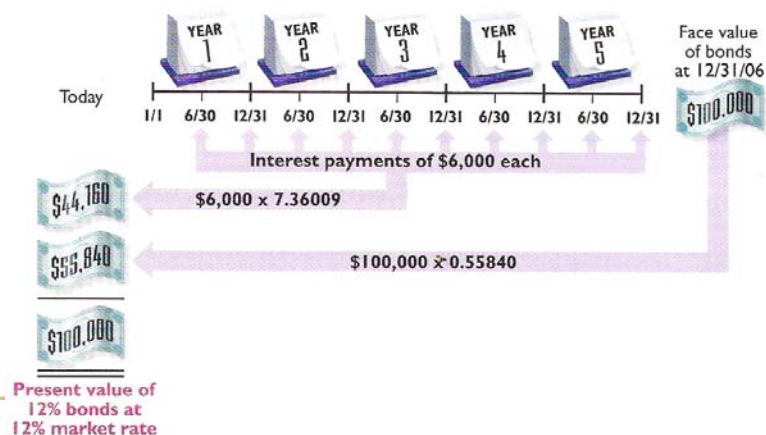 YEAR 1
YEAR 2
YEAR 3
YEAR 4
YEAR 5
Face value
of bonds
at 12/31/06
$100,000
Today
1/1 6/30 12/31 6/30 12/31 6/30 12/31 6/30 12/31 6/30 12/31
Interest payments of $6,000 each
$44,160
$6,000 x 7.36009
$55,840
$100,000 x 0.55840
$100,000
Present value of
12% bonds at
12% market rate